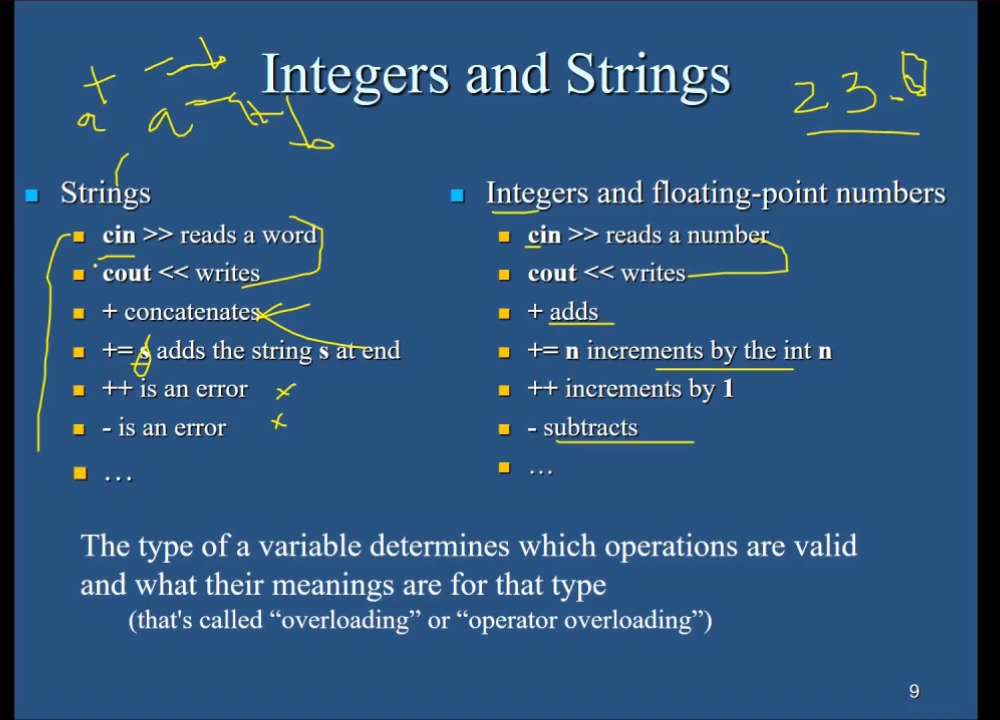 Integers and Strings
23.
Strings
cin >> reads a word
cout << writes
+ concatenates
+= s adds the string s at end
++ is an error
- is an error
…
Integers and floating-point numbers
cin >> reads a number
cout << writes
+ adds
+= n increments by the int n
++ increments by 1
- subtracts
…
The type of a variable determines which operations are valid
and what their meanings are for that type
(that's called “overloading” or “operator overloading”)
9